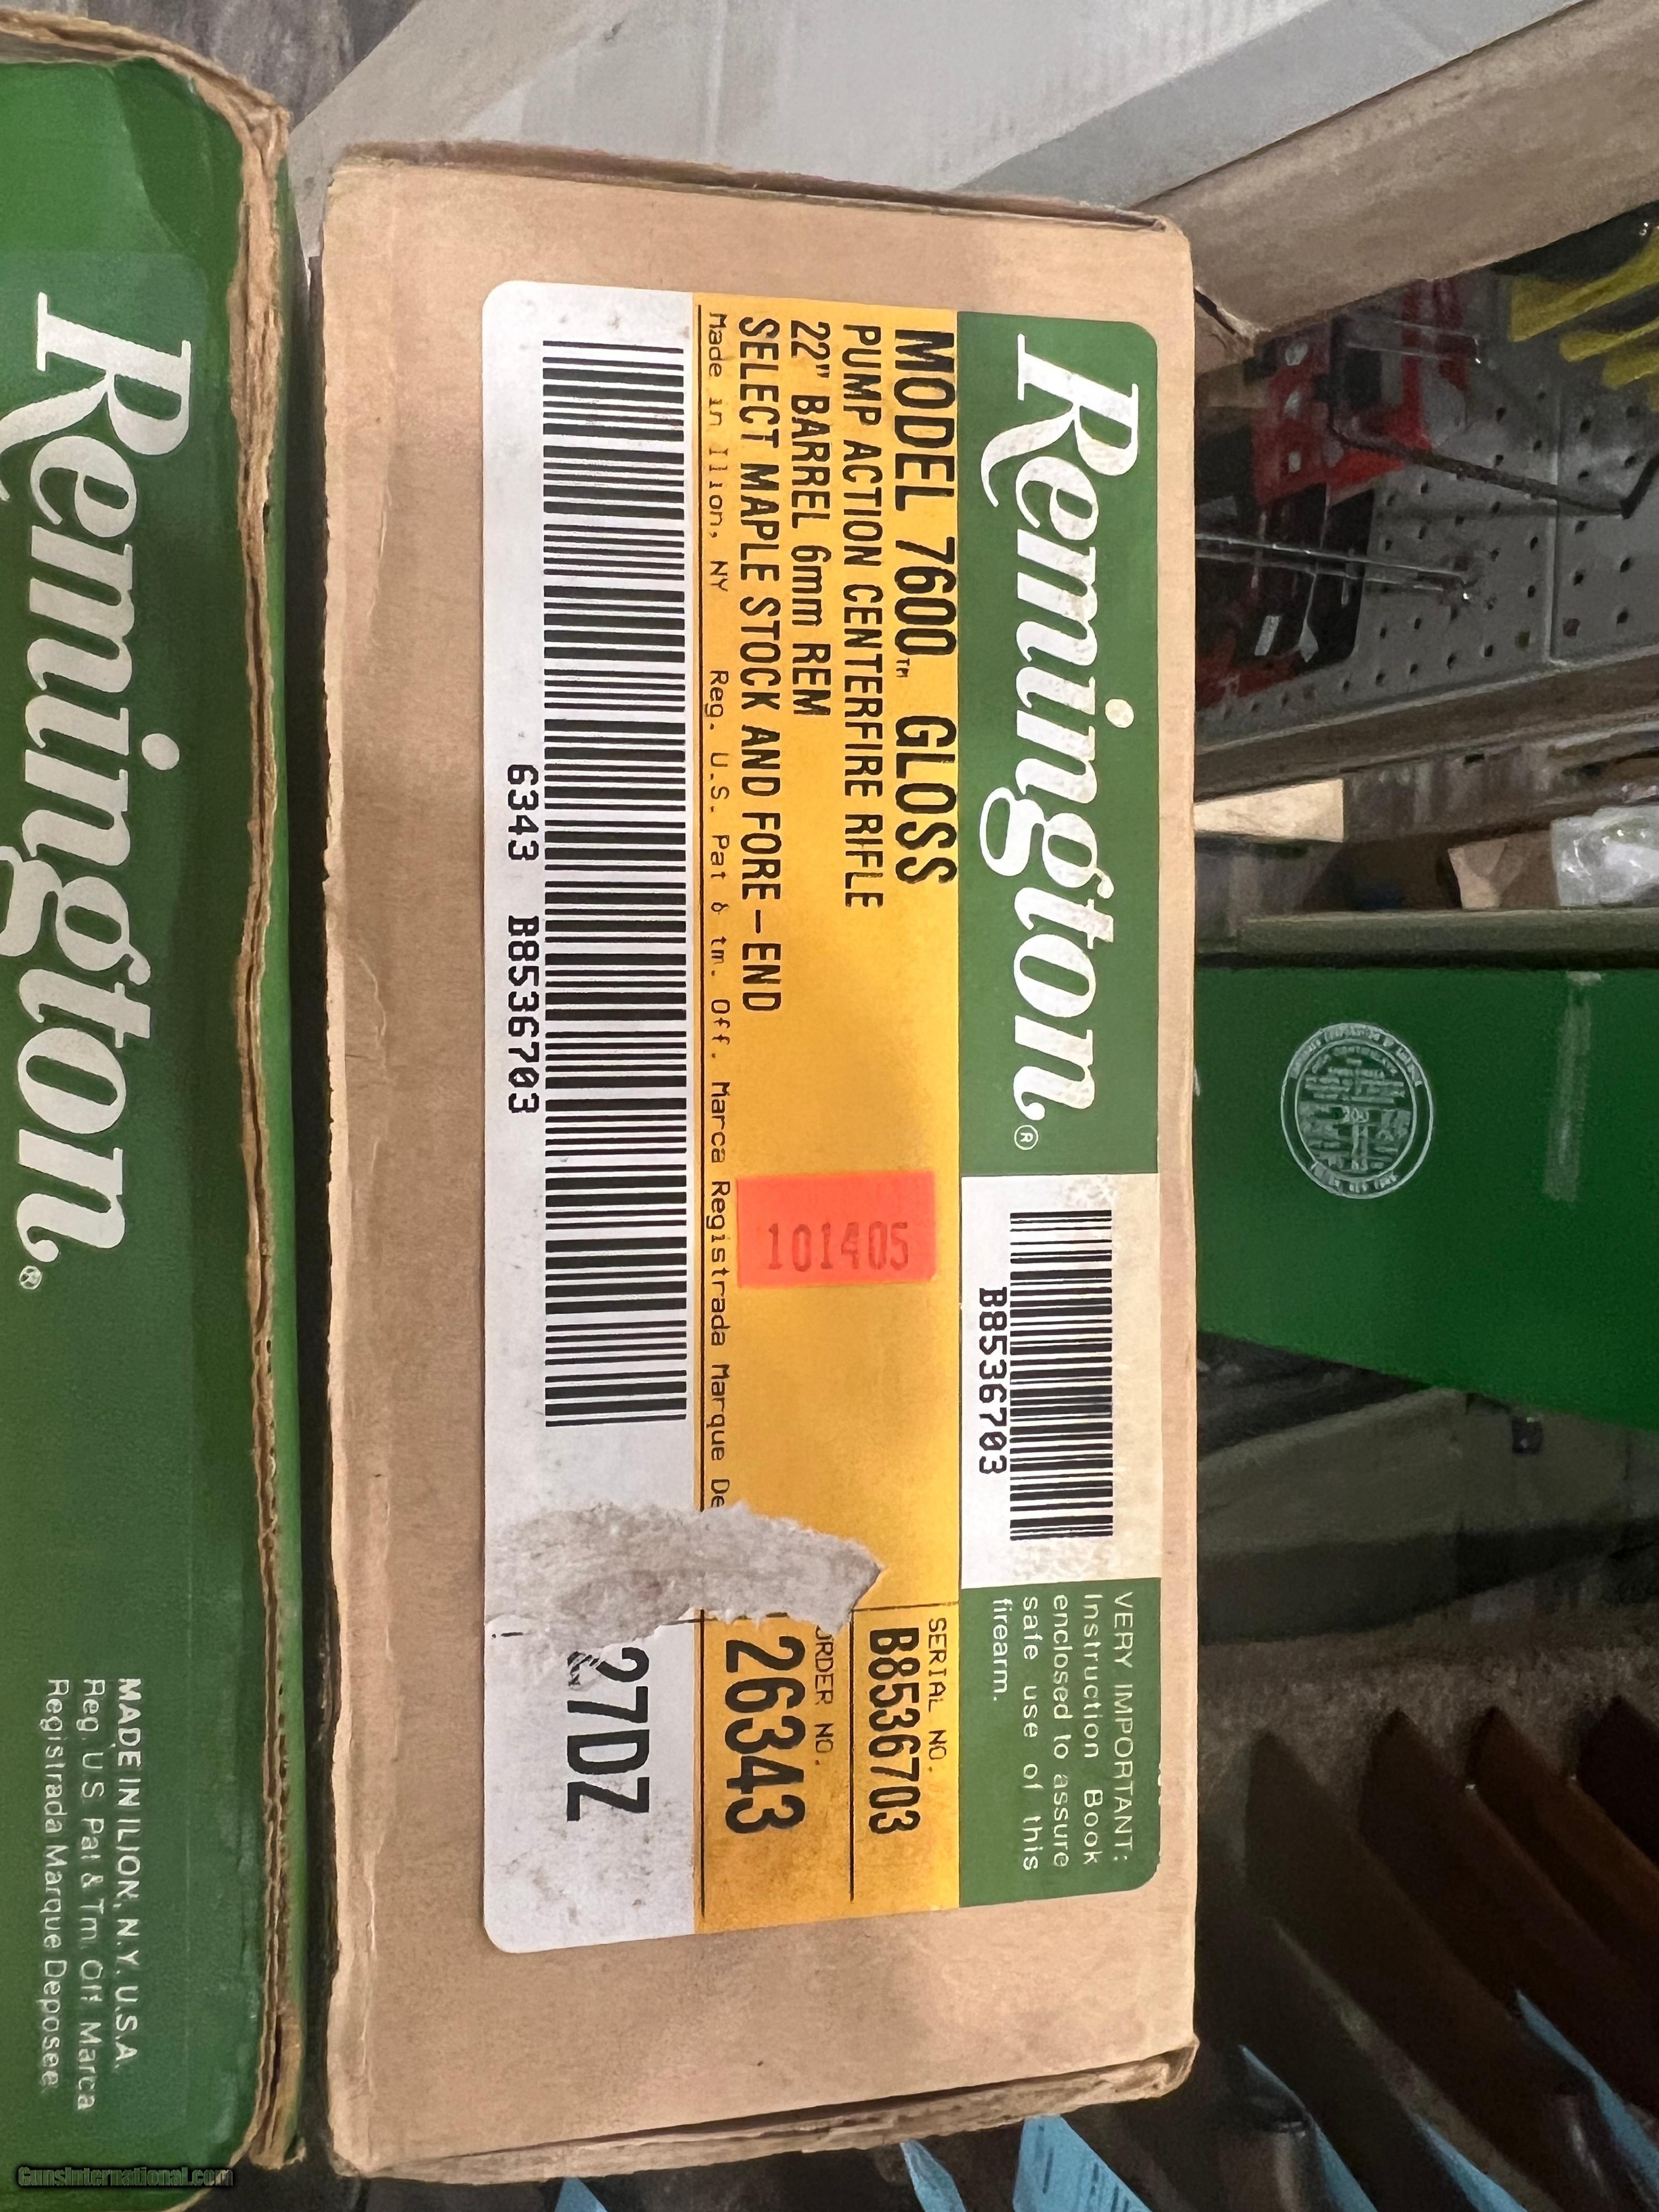 Remington®
B8536703
VERY IMPORTANT:
Instruction Book
enclosed to assure
safe use of this
firearm.
MODEL 7600™ GLOSS
PUMP ACTION CENTERFIRE RIFLE
22" BARREL 6mm REM
SELECT MAPLE STOCK AND FORE-END
Made in Ilion, NY Reg. U.S. Pat & tm. Off. Marca Registrada Marque De
101405
SERIAL NO.
B8536703
ORDER NO.
26343
6343 B8536703
27DZ
Remington®
MADE IN ILION, N.Y. U.S.A.
Reg. U S Pat & Tm. Off Marca
Registrada Marque Deposee
GunsInternational.com